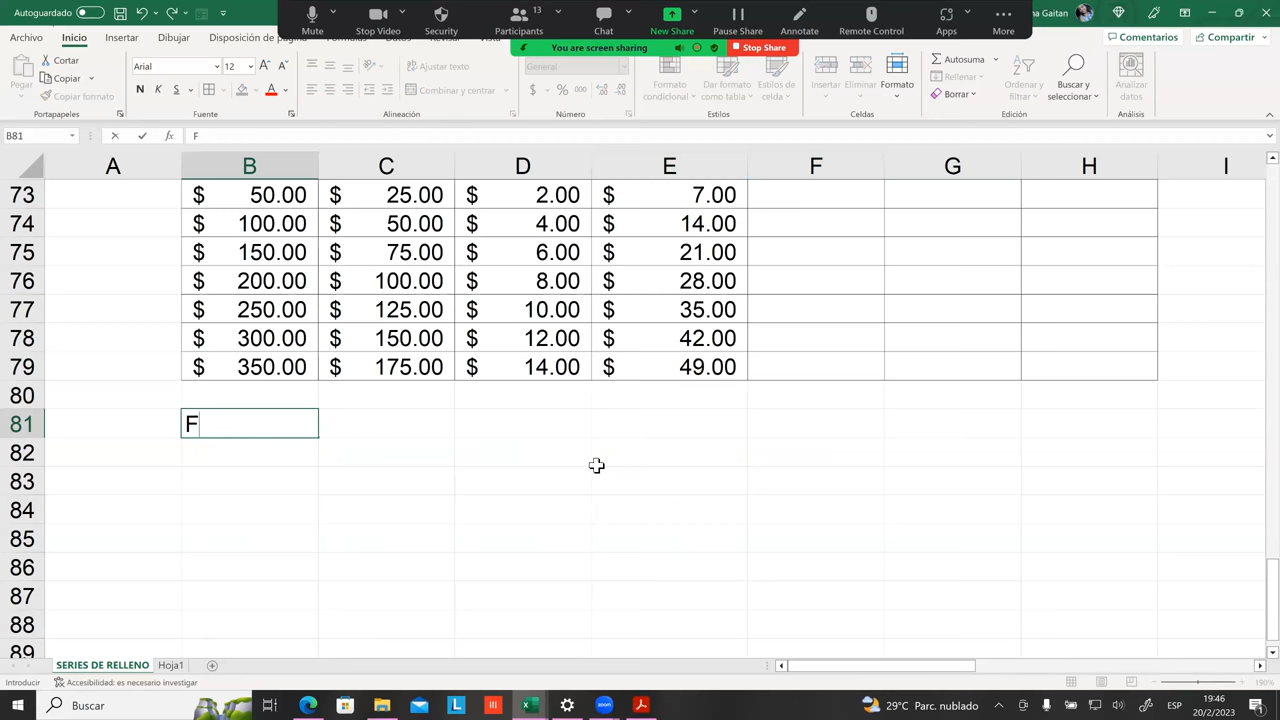 Autoguardado
na Gaitan
Mute
Stop Video
Security
Participants
13
Chat
New Share
Pause Share
Annotate
Remote Control
Apps
More
You are screen sharing
Stop Share
Archivo
Inicio
Insertar
Dibujar
Disposición de página
Fórmulas
Datos
Revisar
Vista
Comentarios
Compartir
Pegar
Cortar
Copiar
Copiar formato
Portapapeles
Arial
12
N
K
S
Fuente
Ajustar texto
Combinar y centrar
Alineación
General
$
%
000
Número
Formato condicional
Dar formato como tabla
Estilos de celda
Estilos
Insertar
Eliminar
Formato
Celdas
Autosuma
Rellenar
Borrar
Ordenar y filtrar
Buscar y seleccionar
Edición
Analizar datos
Análisis
B81
fx
F
A B C D E F G H I
73 $ 50.00 $ 25.00 $ 2.00 $ 7.00
74 $ 100.00 $ 50.00 $ 4.00 $ 14.00
75 $ 150.00 $ 75.00 $ 6.00 $ 21.00
76 $ 200.00 $ 100.00 $ 8.00 $ 28.00
77 $ 250.00 $ 125.00 $ 10.00 $ 35.00
78 $ 300.00 $ 150.00 $ 12.00 $ 42.00
79 $ 350.00 $ 175.00 $ 14.00 $ 49.00
80
81 F
82
83
84
85
86
87
88
89
SERIES DE RELLENO
Hoja1
Introducir
Accesibilidad: es necesario investigar
190%
Buscar
29°C Parc. nublado
ESP
19:46
20/2/2023